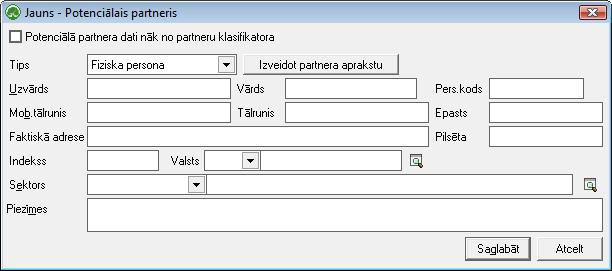 Jauns - Potenciālais partneris
Potenciālā partnera dati nāk no partneru klasifikatora
Tips Fiziska persona Izveidot partnera aprakstu
Uzvārds Vārds Pers.kods
Mob.tālrunis Tālrunis Epasts
Faktiskā adrese Pilsēta
Indekss Valsts
Sektors
Piezīmes
Saglabāt Atcelt